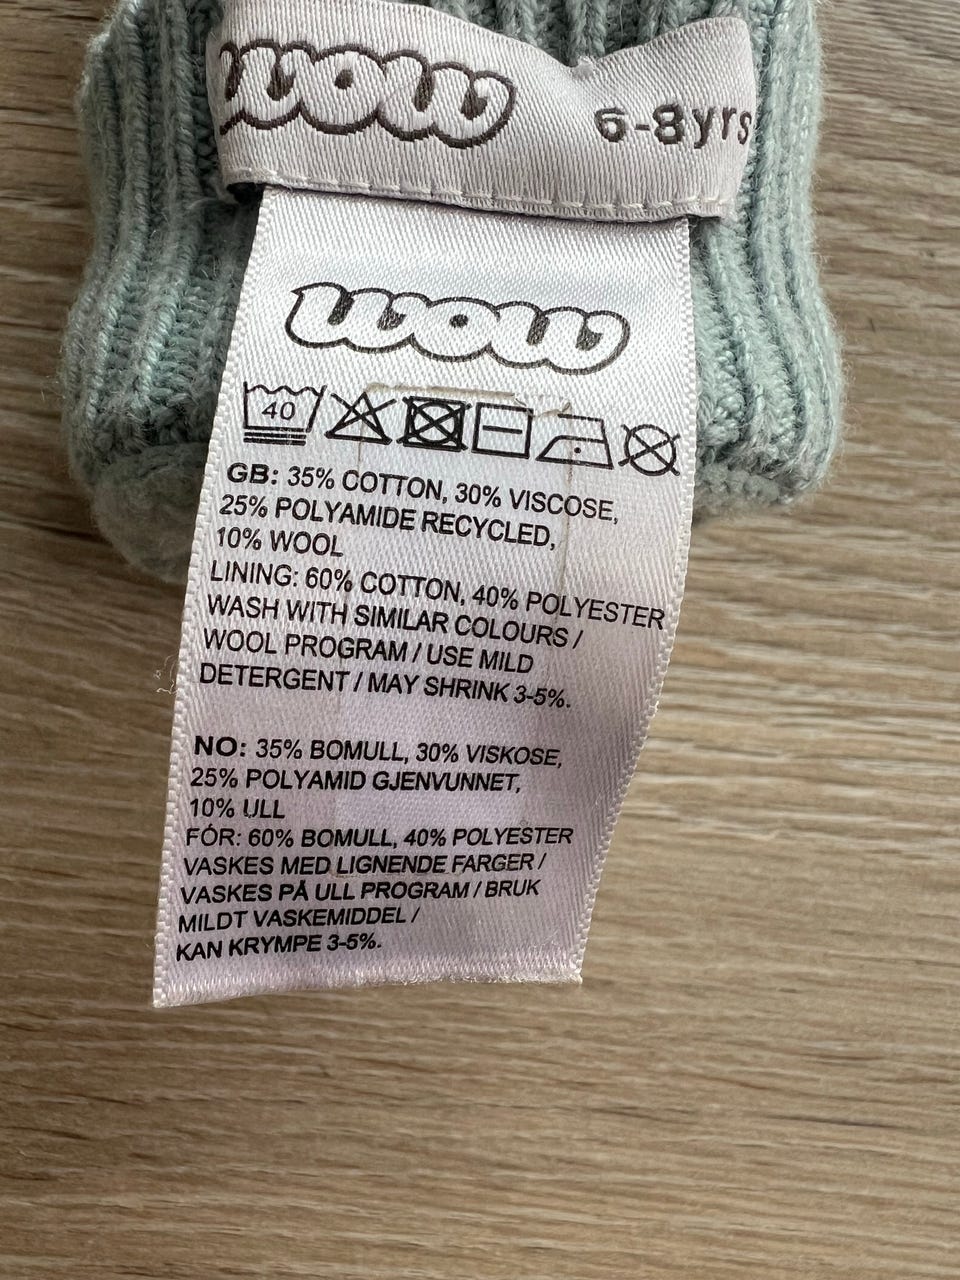 wow 6-8yrs
wow
40
GB: 35% COTTON, 30% VISCOSE,
25% POLYAMIDE RECYCLED,
10% WOOL
LINING: 60% COTTON, 40% POLYESTER
WASH WITH SIMILAR COLOURS /
WOOL PROGRAM / USE MILD
DETERGENT / MAY SHRINK 3-5%.
NO: 35% BOMULL, 30% VISKOSE,
25% POLYAMID GJENVUNNET,
10% ULL
FÓR: 60% BOMULL, 40% POLYESTER
VASKES MED LIGNENDE FARGER /
VASKES PÅ ULL PROGRAM / BRUK
MILDT VASKEMIDDEL /
KAN KRYMPE 3-5%.